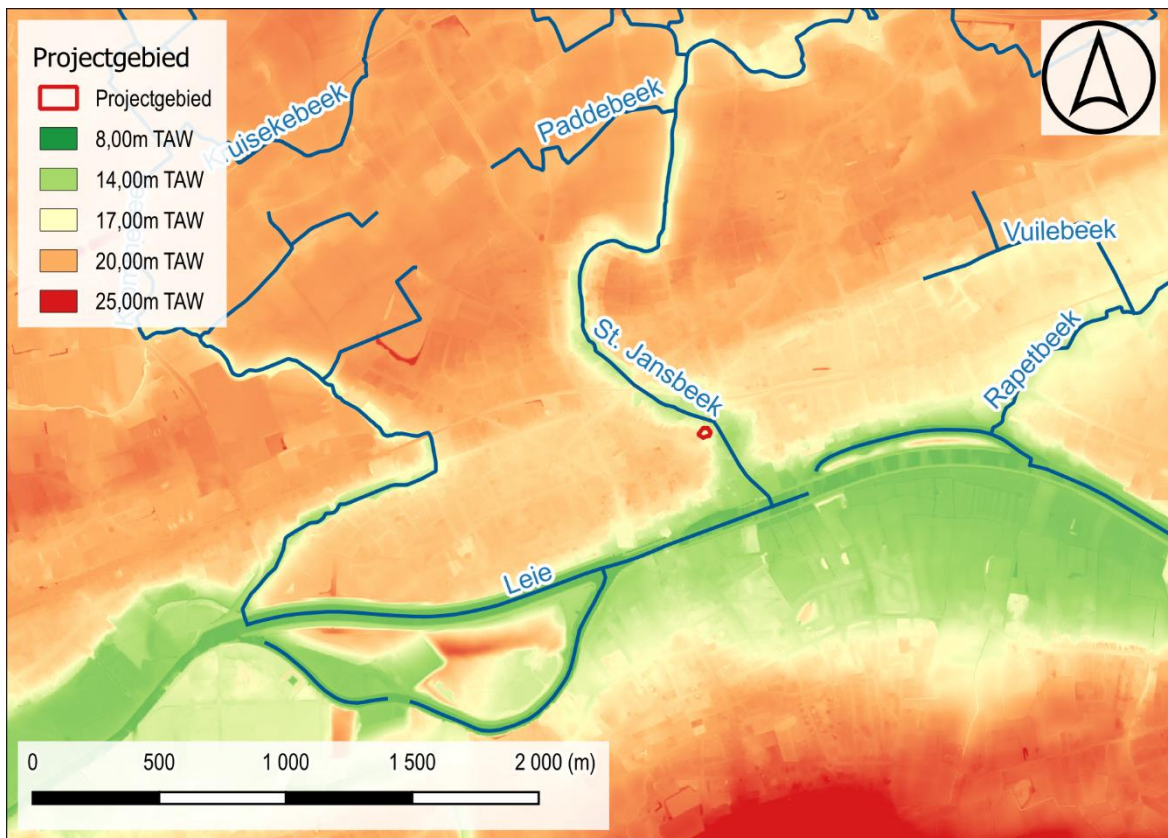 Projectgebied
Projectgebied
8,00m TAW
14,00m TAW
17,00m TAW
20,00m TAW
25,00m TAW
Kruisekebeek
Paddebeek
Vuilebeek
St. Jansbeek
Rapetbeek
Leie
0 500 1 000 1 500 2 000 (m)